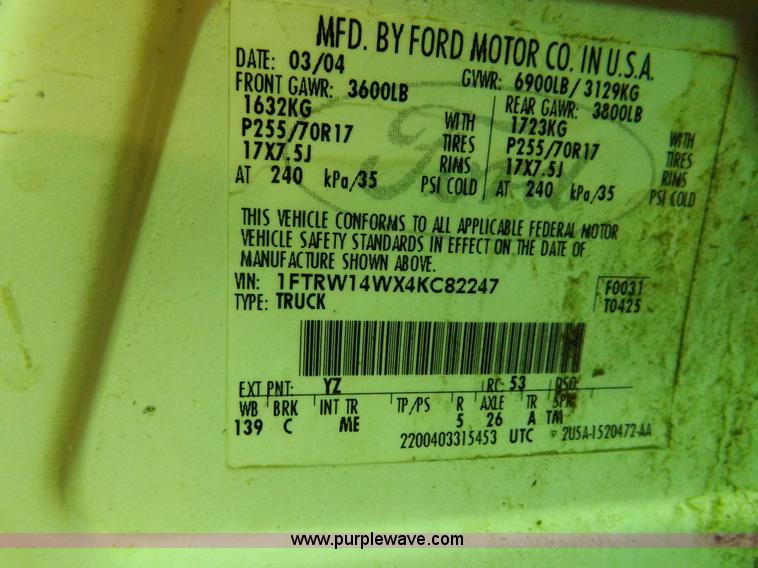 MFD. BY FORD MOTOR CO. IN U.S.A.
DATE: 03/04 GVWR: 6900LB / 3129KG
FRONT GAWR: 3600LB REAR GAWR: 3800LB
1632KG WITH 1723KG WITH
P255/70R17 TIRES P255/70R17 TIRES
17X7.5J RIMS 17X7.5J RIMS
AT 240 kPa/35 PSI COLD AT 240 kPa/35 PSI COLD
Ford
THIS VEHICLE CONFORMS TO ALL APPLICABLE FEDERAL MOTOR
VEHICLE SAFETY STANDARDS IN EFFECT ON THE DATE OF
MANUFACTURE SHOWN ABOVE.
VIN: 1FTRW14WX4KC82247 F0031
TYPE: TRUCK T0425
EXT PNT: YZ RC: 53 DSO:
WB BRK INT TR TP/PS R AXLE TR SPR
139 C ME 5 26 A TM
2200403315453 UTC 2U5A-1520472-AA
www.purplewave.com